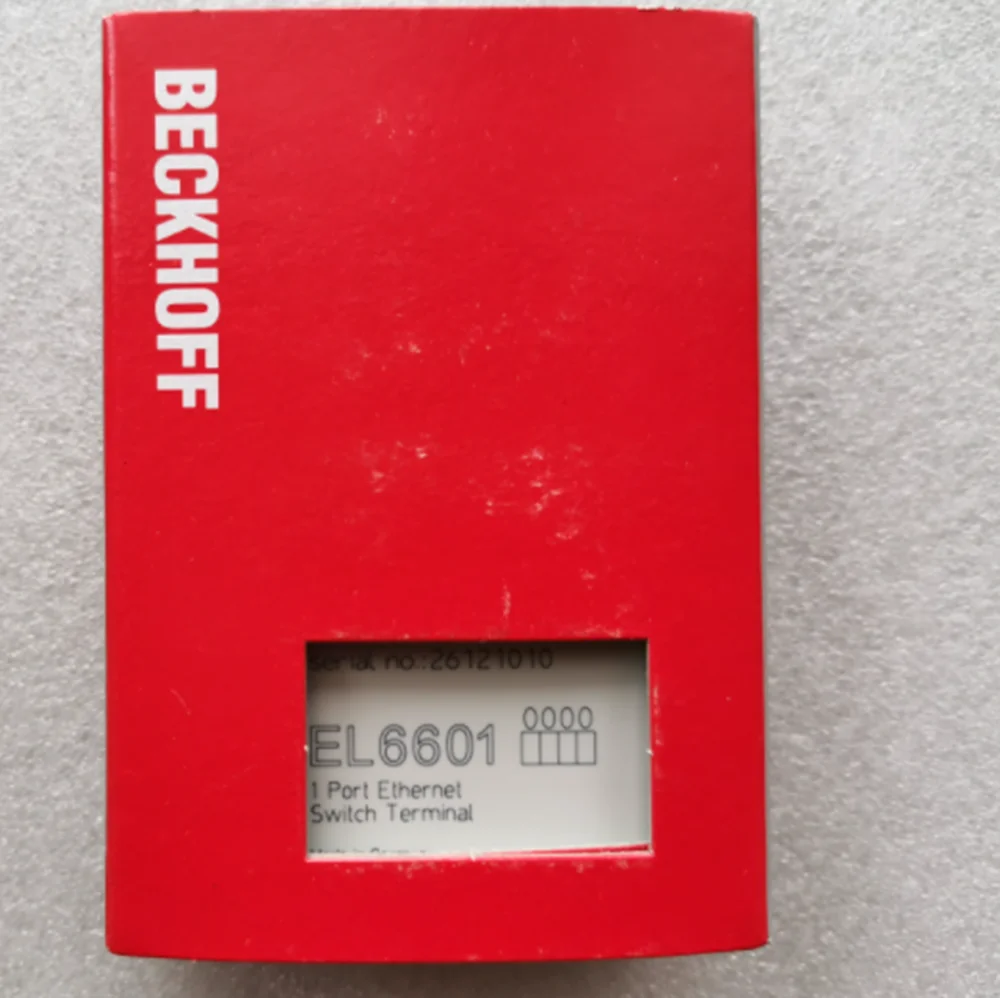 BECKHOFF
serial no.:26121010
EL6601 0000
1 Port Ethernet
Switch Terminal